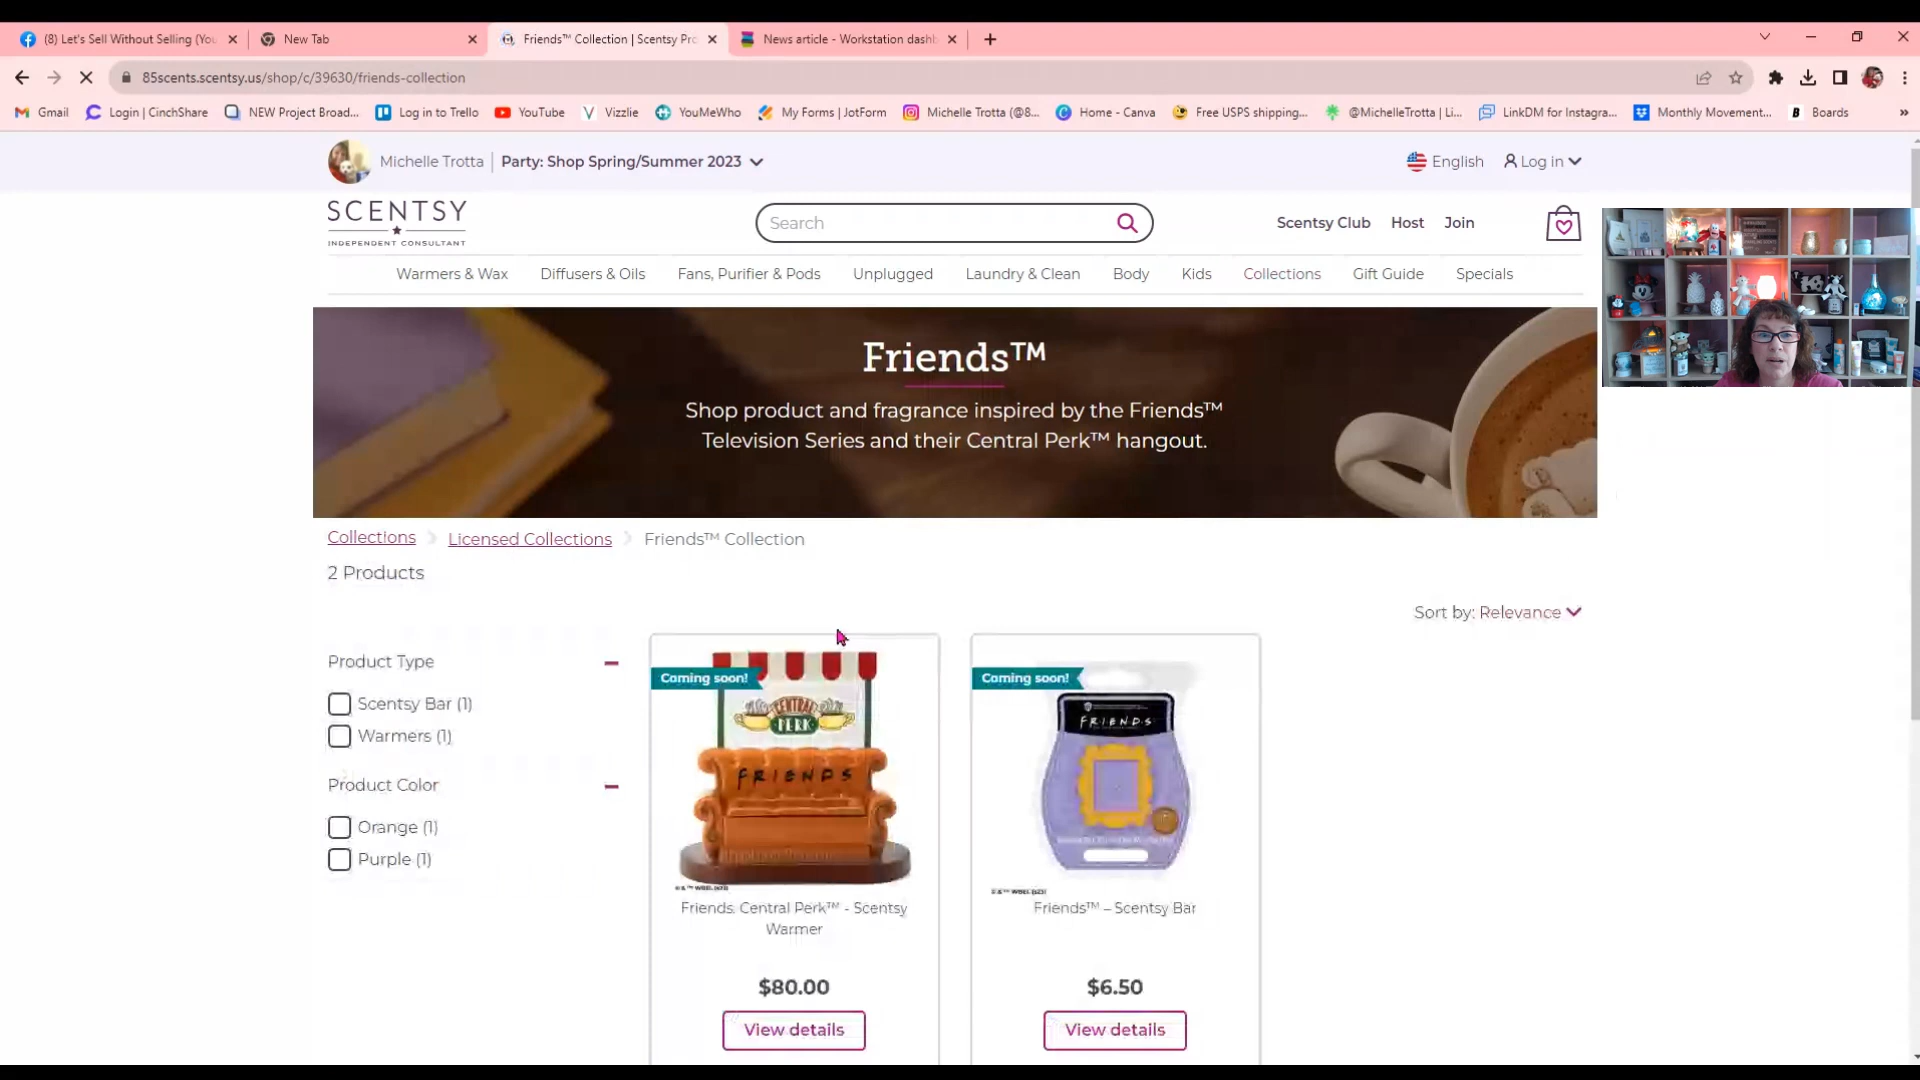 (8) Let's Sell Without Selling (You
New Tab
Friends™ Collection | Scentsy Pro
News article - Workstation dashb
85scents.scentsy.us/shop/c/39630/friends-collection
Gmail
Login | CinchShare
NEW Project Broad...
Log in to Trello
YouTube
Vizzlie
YouMeWho
My Forms | JotForm
Michelle Trotta (@8...
Home - Canva
Free USPS shipping...
@MichelleTrotta | Li...
LinkDM for Instagra...
Monthly Movement...
B Boards
»
Michelle Trotta | Party: Shop Spring/Summer 2023
English
Log in
SCENTSY
INDEPENDENT CONSULTANT
Search
Scentsy Club
Host
Join
Warmers & Wax
Diffusers & Oils
Fans, Purifier & Pods
Unplugged
Laundry & Clean
Body
Kids
Collections
Gift Guide
Specials
Friends™
Shop product and fragrance inspired by the Friends™
Television Series and their Central Perk™ hangout.
Collections
Licensed Collections
Friends™ Collection
2 Products
Sort by: Relevance
Product Type
Scentsy Bar (1)
Warmers (1)
Product Color
Orange (1)
Purple (1)
Coming soon!
CENTRAL
PERK
FRIENDS
Friends: Central Perk™ - Scentsy
Warmer
$80.00
View details
Coming soon!
FRIENDS
Friends™ – Scentsy Bar
$6.50
View details